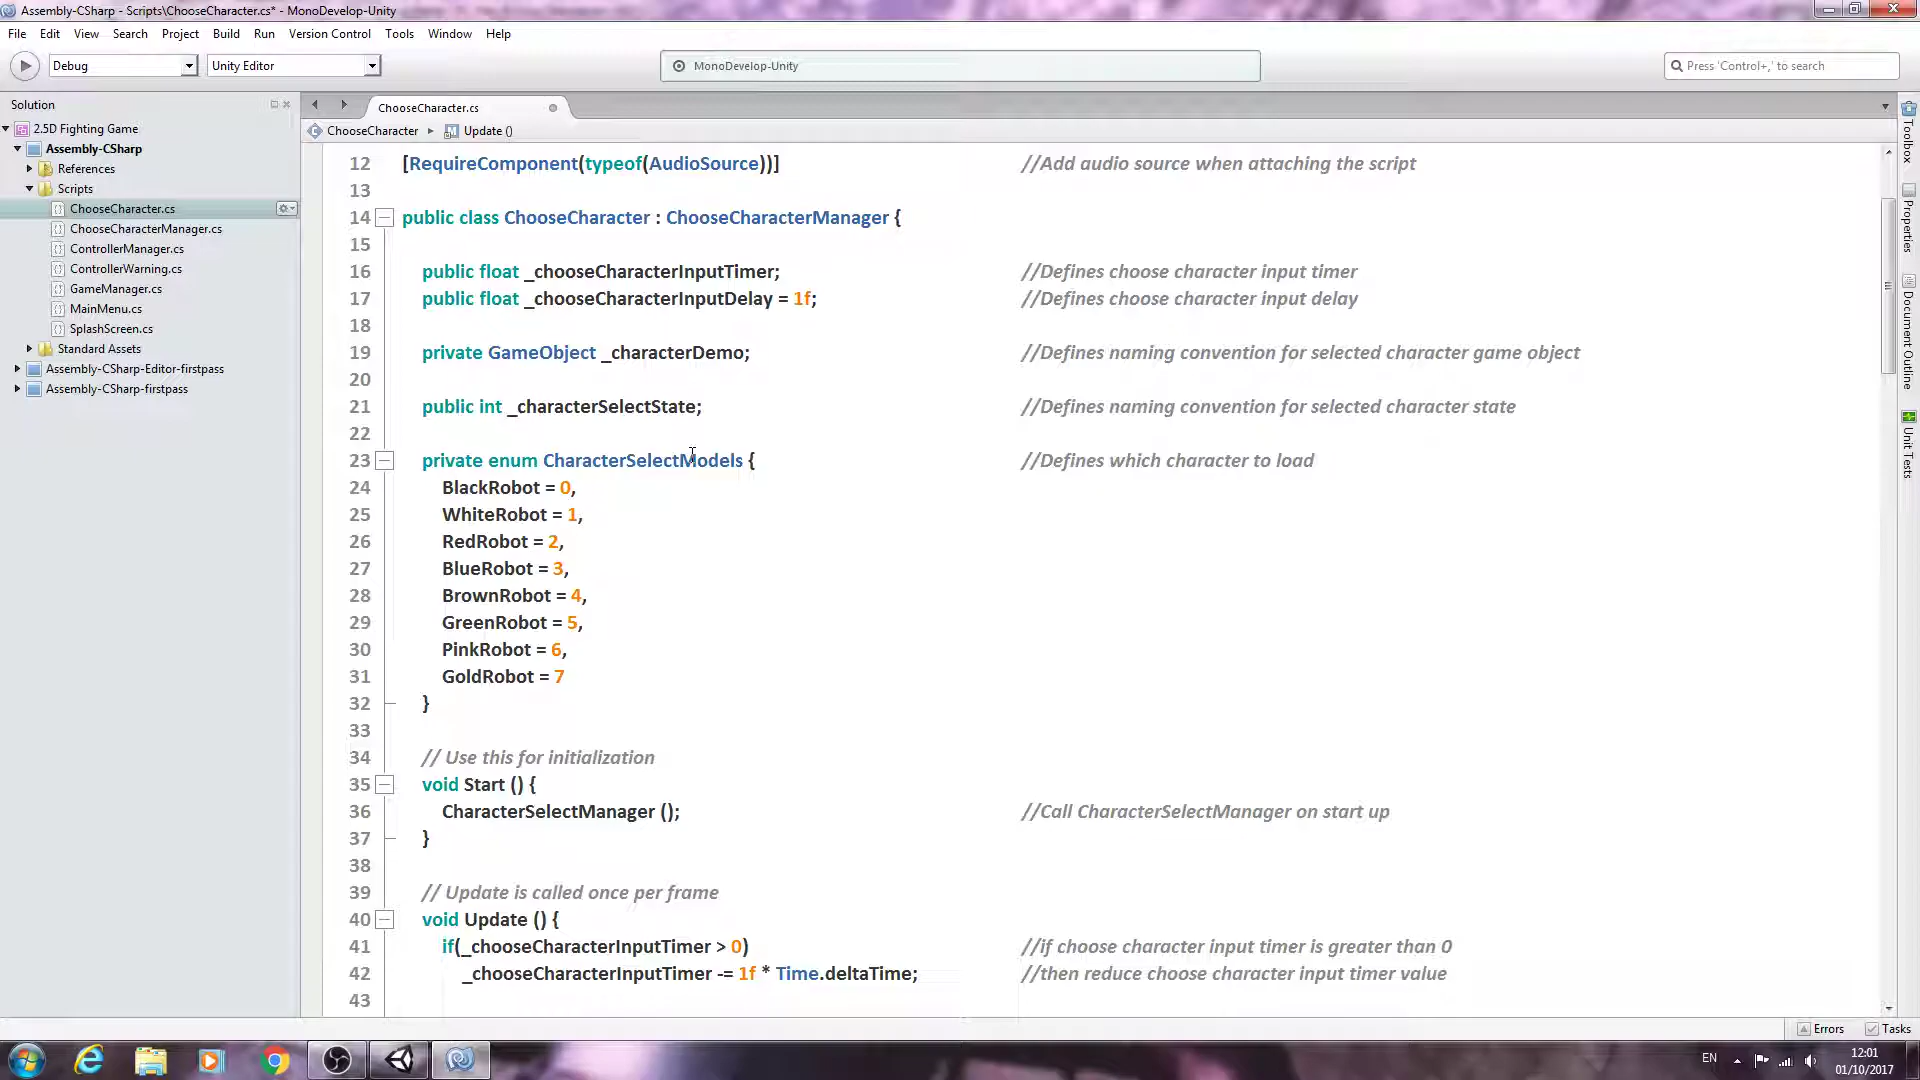 Assembly-CSharp - Scripts\ChooseCharacter.cs* - MonoDevelop-Unity
File Edit View Search Project Build Run Version Control Tools Window Help
Debug Unity Editor MonoDevelop-Unity Press 'Control+,' to search
Solution
2.5D Fighting Game
Assembly-CSharp
References
Scripts
ChooseCharacter.cs
ChooseCharacterManager.cs
ControllerManager.cs
ControllerWarning.cs
GameManager.cs
MainMenu.cs
SplashScreen.cs
Standard Assets
Assembly-CSharp-Editor-firstpass
Assembly-CSharp-firstpass
ChooseCharacter.cs
ChooseCharacter Update ()
12 [RequireComponent(typeof(AudioSource))] //Add audio source when attaching the script
13
14 public class ChooseCharacter : ChooseCharacterManager {
15
16 public float _chooseCharacterInputTimer; //Defines choose character input timer
17 public float _chooseCharacterInputDelay = 1f; //Defines choose character input delay
18
19 private GameObject _characterDemo; //Defines naming convention for selected character game object
20
21 public int _characterSelectState; //Defines naming convention for selected character state
22
23 private enum CharacterSelectModels { //Defines which character to load
24 BlackRobot = 0,
25 WhiteRobot = 1,
26 RedRobot = 2,
27 BlueRobot = 3,
28 BrownRobot = 4,
29 GreenRobot = 5,
30 PinkRobot = 6,
31 GoldRobot = 7
32 }
33
34 // Use this for initialization
35 void Start () {
36 CharacterSelectManager (); //Call CharacterSelectManager on start up
37 }
38
39 // Update is called once per frame
40 void Update () {
41 if(_chooseCharacterInputTimer > 0) //if choose character input timer is greater than 0
42 _chooseCharacterInputTimer -= 1f * Time.deltaTime; //then reduce choose character input timer value
43
Toolbox
Properties
Document Outline
Unit Tests
Errors Tasks
EN 12:01
01/10/2017